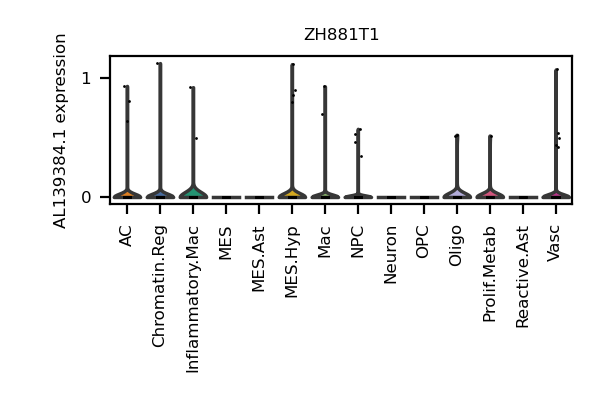 ZH881T1
AL139384.1 expression
1
0
AC
Chromatin.Reg
Inflammatory.Mac
MES
MES.Ast
MES.Hyp
Mac
NPC
Neuron
OPC
Oligo
Prolif.Metab
Reactive.Ast
Vasc